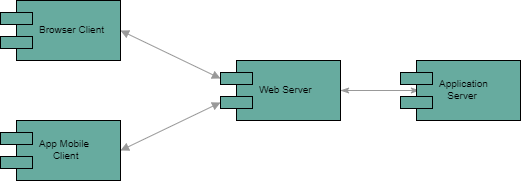 Browser Client
Web Server
Application
Server
App Mobile
Client